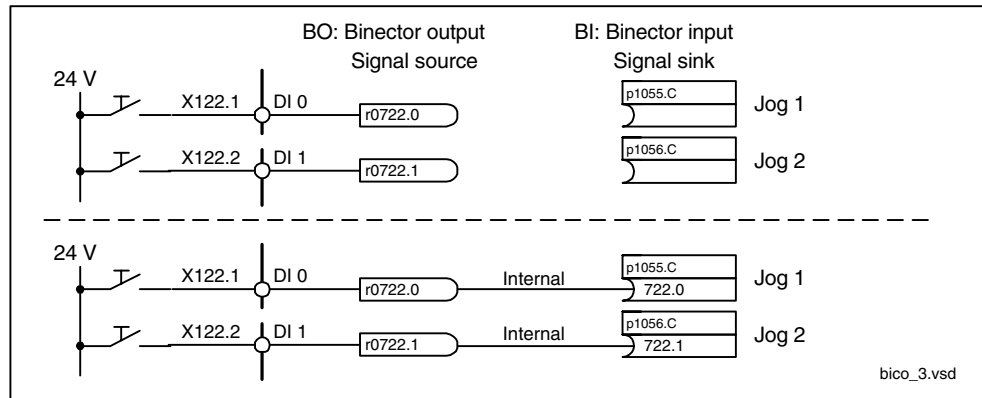 BO: Binector output BI: Binector input
Signal source Signal sink
24 V
X122.1 DI 0 r0722.0 p1055.C Jog 1
X122.2 DI 1 r0722.1 p1056.C Jog 2
24 V
X122.1 DI 0 r0722.0 Internal p1055.C 722.0 Jog 1
X122.2 DI 1 r0722.1 Internal p1056.C 722.1 Jog 2
bico_3.vsd